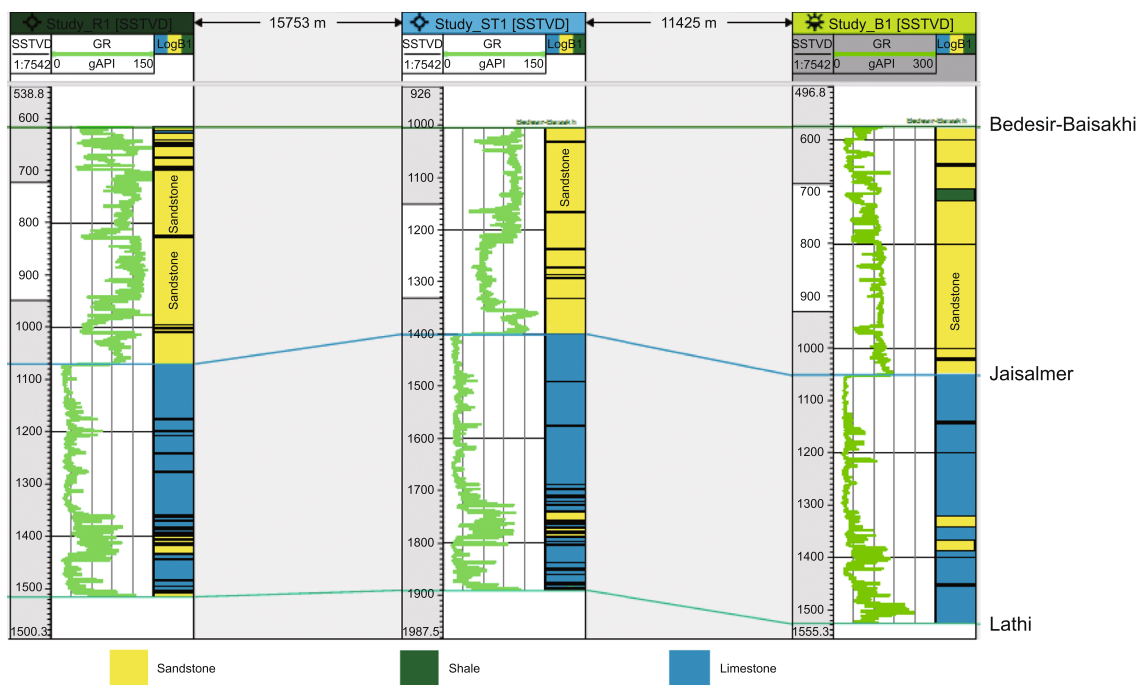 Study_R1 [SSTVD]
15753 m
Study_ST1 [SSTVD]
11425 m
Study_B1 [SSTVD]
SSTVD
GR
LogB1
1:7542
0
gAPI
150
SSTVD
GR
LogB1
1:7542
0
gAPI
150
SSTVD
GR
LogB1
1:7542
0
gAPI
300
538.8
600
700
800
900
1000
1100
1200
1300
1400
1500
1500.3
Sandstone
Sandstone
926
1000
1100
1200
1300
1400
1500
1600
1700
1800
1900
1987.5
Bedesir-Baisakhi
Sandstone
496.8
600
700
800
900
1000
1100
1200
1300
1400
1500
1555.3
Bedesir-Baisakh
Sandstone
Bedesir-Baisakhi
Jaisalmer
Lathi
Sandstone
Shale
Limestone